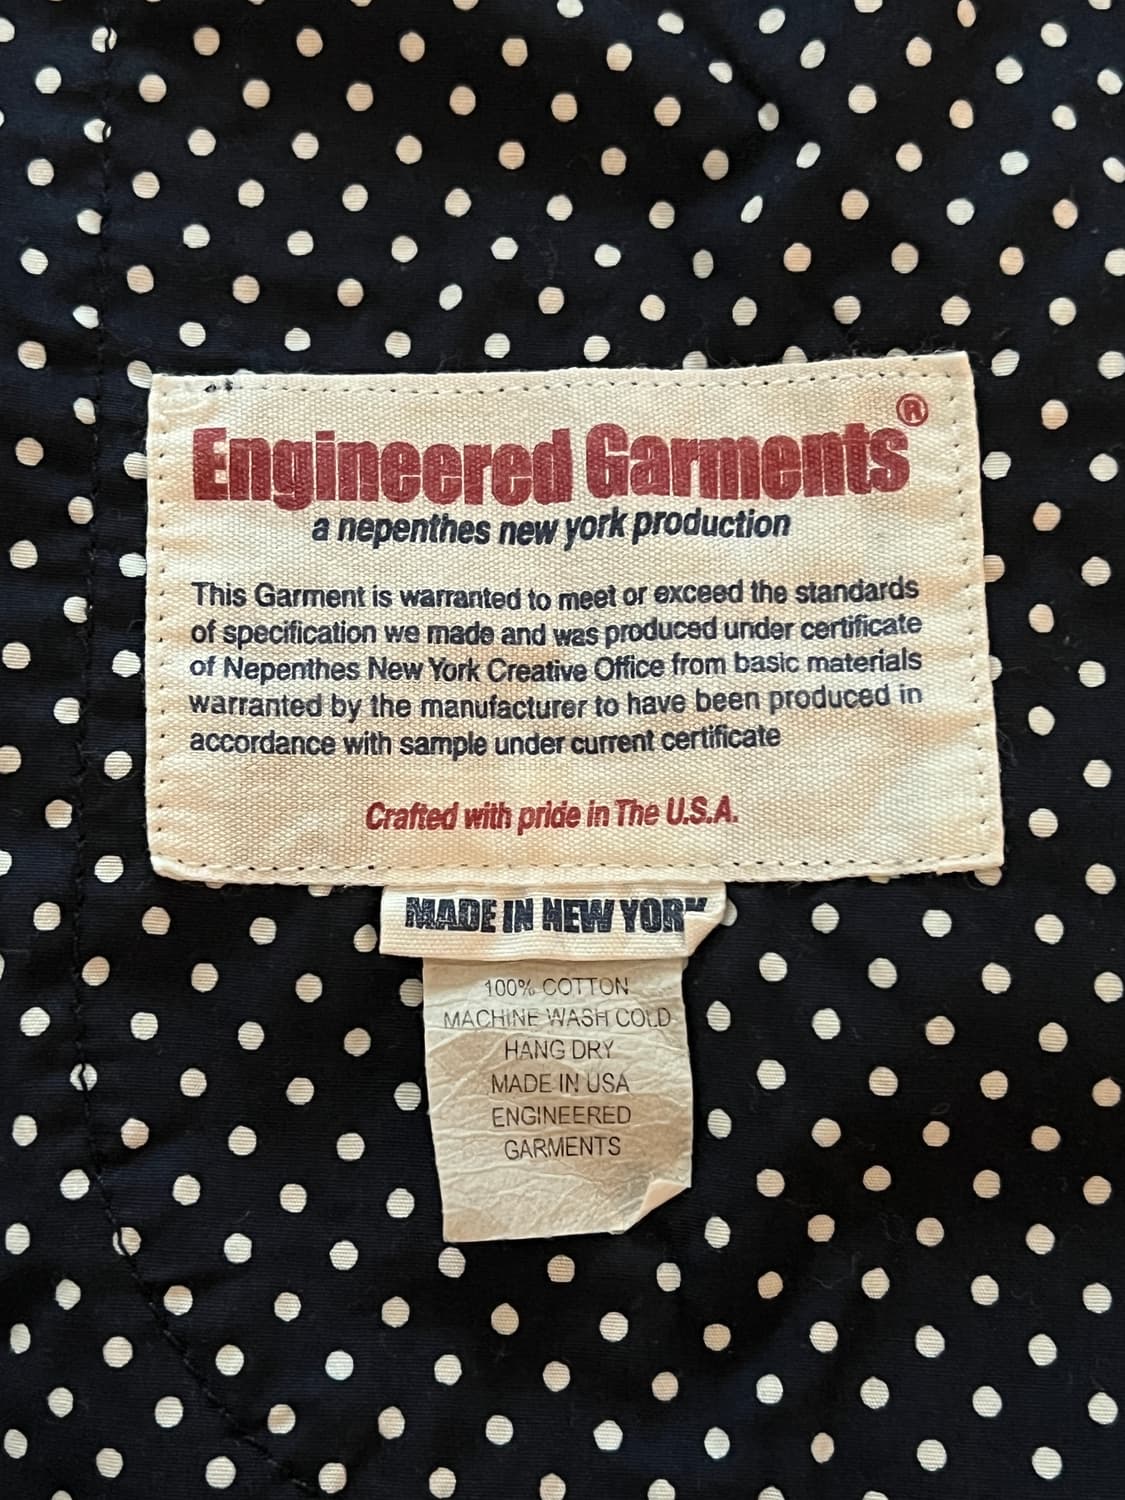 Engineered Garments®
a nepenthes new york production
This Garment is warranted to meet or exceed the standards
of specification we made and was produced under certificate
of Nepenthes New York Creative Office from basic materials
warranted by the manufacturer to have been produced in
accordance with sample under current certificate
Crafted with pride in The U.S.A.
MADE IN NEW YORK
100% COTTON
MACHINE WASH COLD
HANG DRY
MADE IN USA
ENGINEERED
GARMENTS